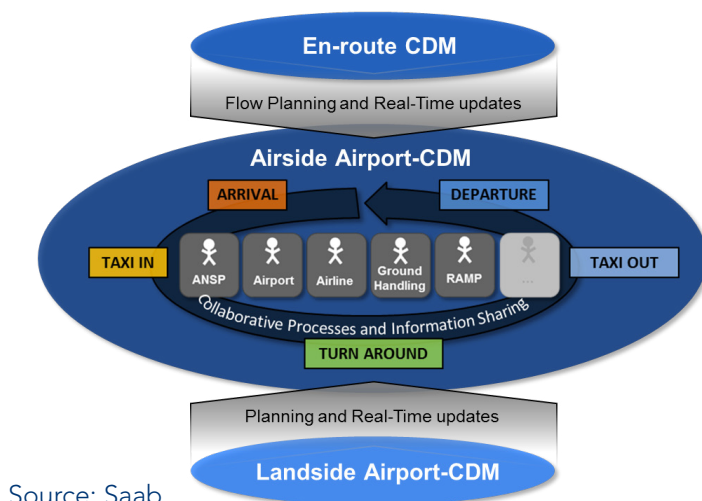 En-route CDM
Flow Planning and Real-Time updates
Airside Airport-CDM
ARRIVAL
DEPARTURE
TAXI IN
ANSP
Airport
Airline
Ground
Handling
RAMP
...
TAXI OUT
Collaborative Processes and Information Sharing
TURN AROUND
Planning and Real-Time updates
Landside Airport-CDM
Source: Saab